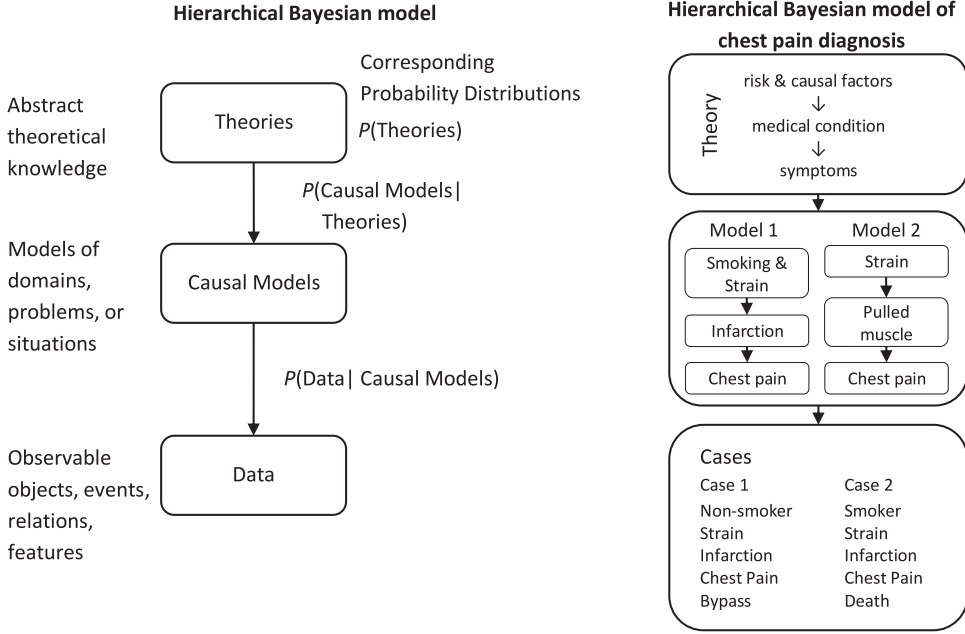 Hierarchical Bayesian model
Abstract
theoretical
knowledge
Theories
Corresponding
Probability Distributions
P(Theories)
P(Causal Models|
Theories)
Models of
domains,
problems, or
situations
Causal Models
P(Data| Causal Models)
Observable
objects, events,
relations,
features
Data
Hierarchical Bayesian model of
chest pain diagnosis
Theory
risk & causal factors
medical condition
symptoms
Model 1
Smoking &
Strain
Infarction
Chest pain
Model 2
Strain
Pulled
muscle
Chest pain
Cases
Case 1
Non-smoker
Strain
Infarction
Chest Pain
Bypass
Case 2
Smoker
Strain
Infarction
Chest Pain
Death